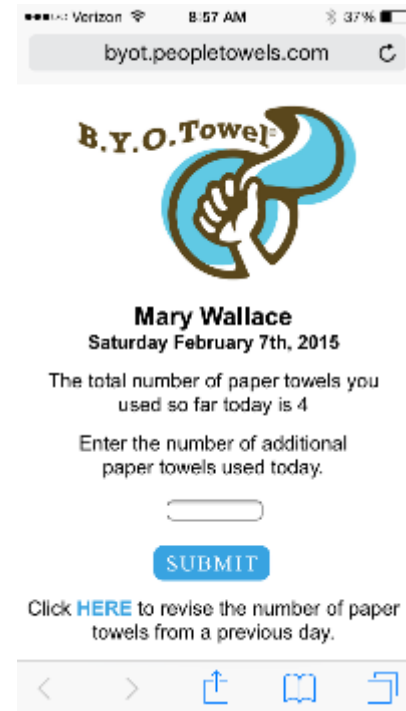 Verizon 8:57 AM 37%
byot.peopletowels.com
B.Y.O.Towel
Mary Wallace
Saturday February 7th, 2015
The total number of paper towels you
used so far today is 4
Enter the number of additional
paper towels used today.
SUBMIT
Click HERE to revise the number of paper
towels from a previous day.